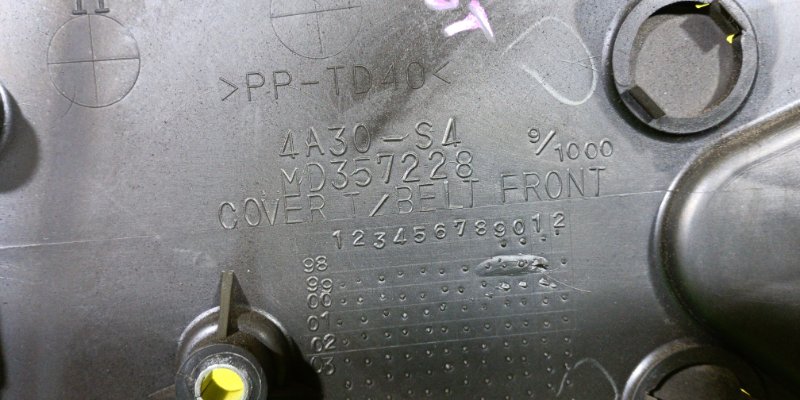 >PP-TD40<
4A30-S4
9/1000
MD357228
COVER T/BELT FRONT
123456789012
98
99
00
01
02
03